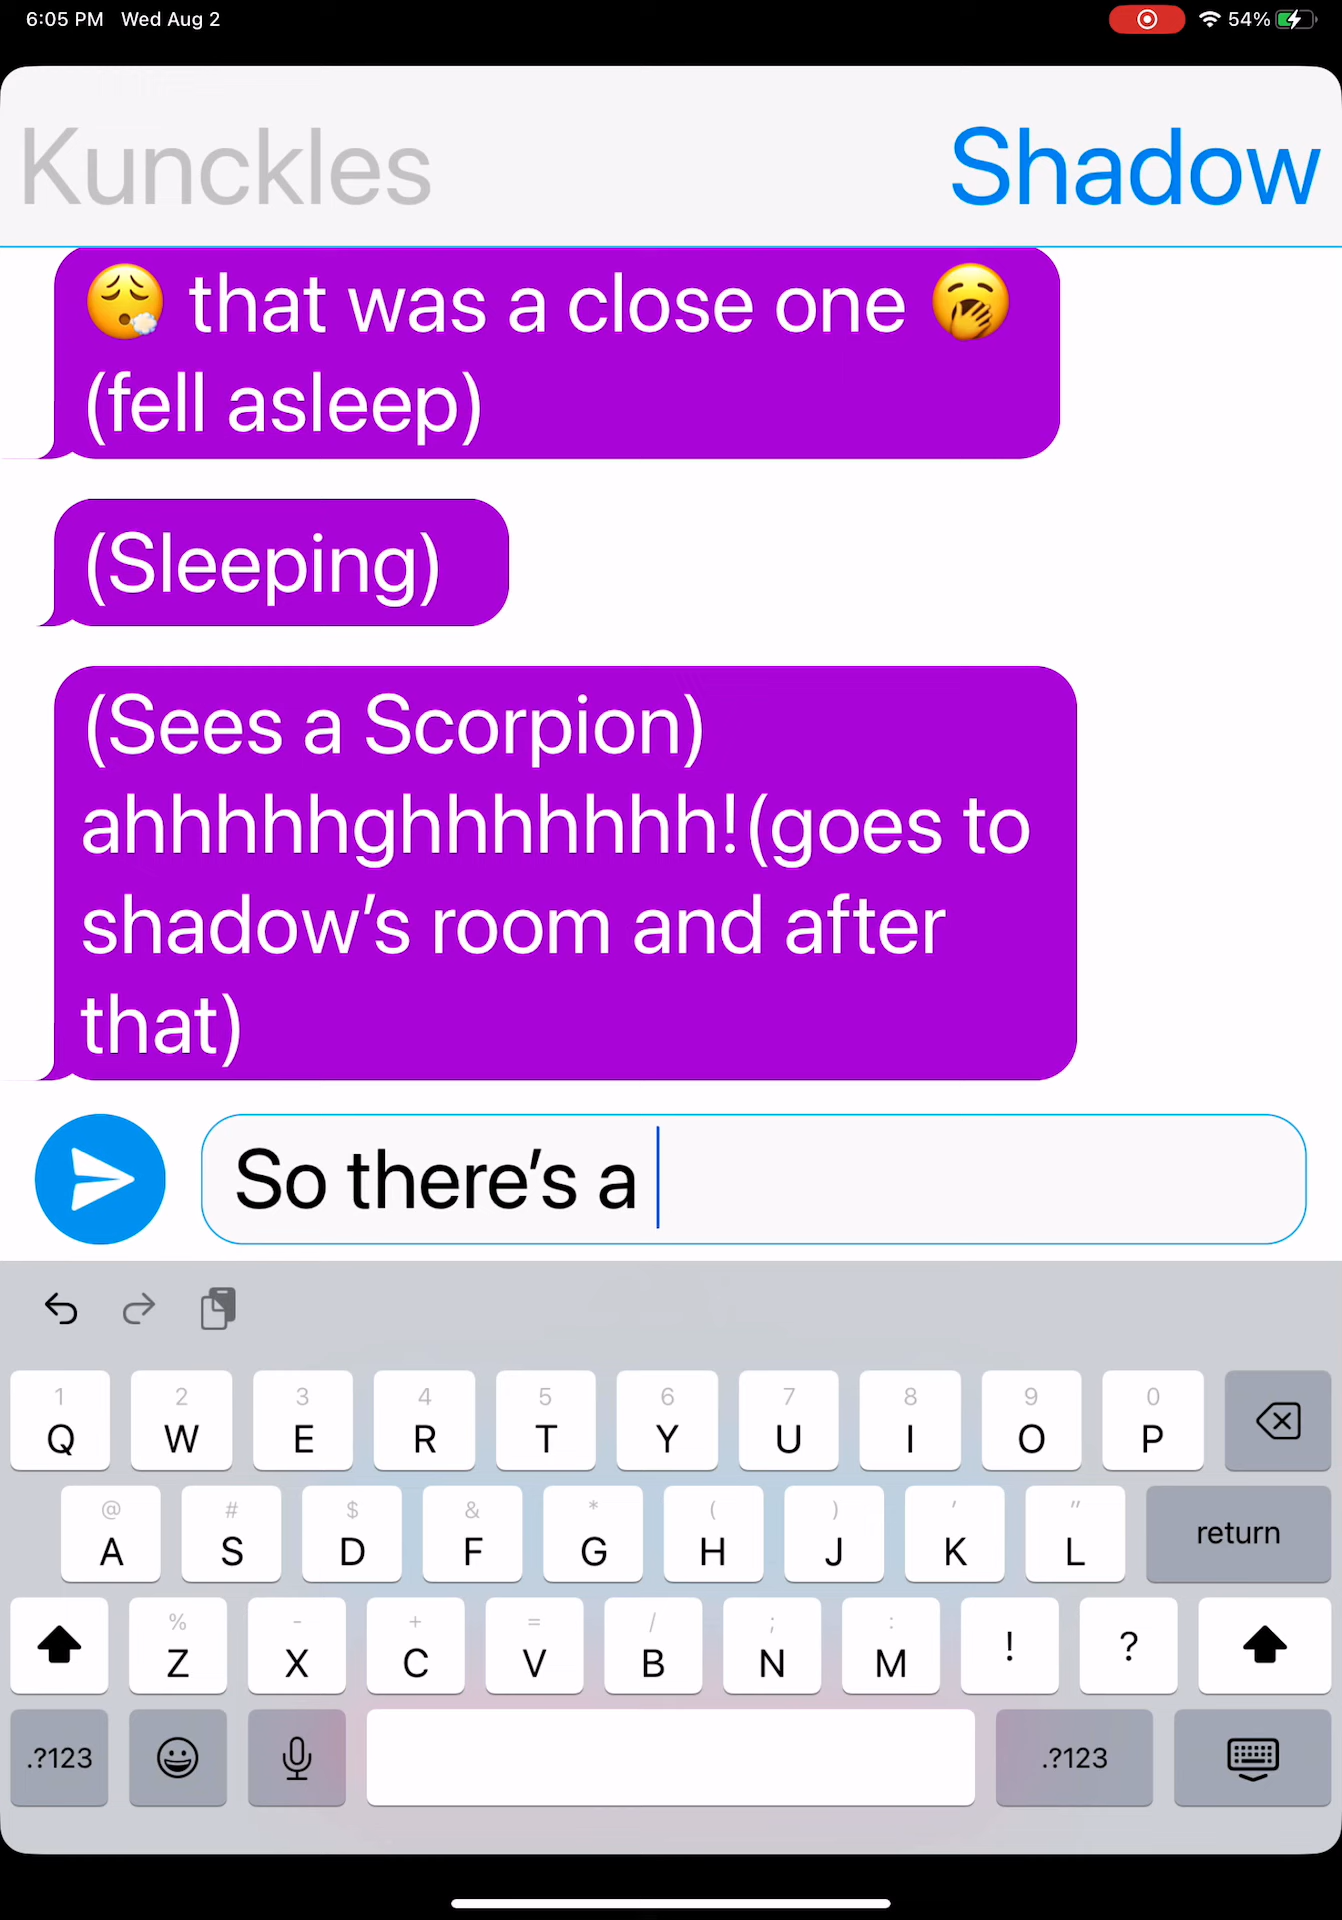 6:05 PM Wed Aug 2 54%
Kunckles Shadow
😮‍💨 that was a close one 🥱
(fell asleep)
(Sleeping)
(Sees a Scorpion)
ahhhhhghhhhhhh!(goes to
shadow’s room and after
that)
So there’s a
1 2 3 4 5 6 7 8 9 0
Q W E R T Y U I O P
@ # $ & * ( ) ' "
A S D F G H J K L return
% - + = / ; :
Z X C V B N M ! ?
.?123 .?123